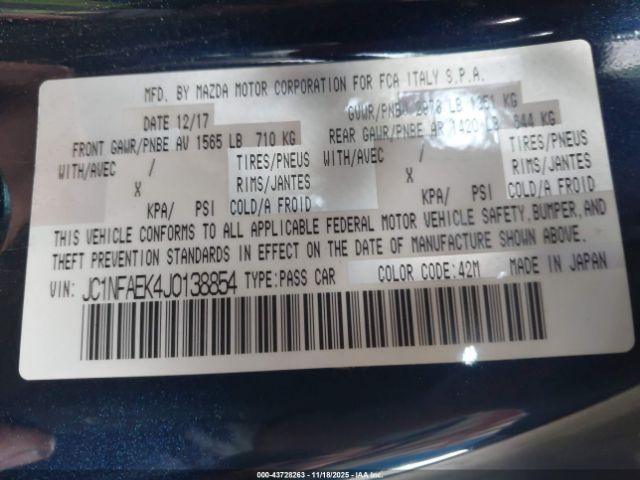 MFD. BY MAZDA MOTOR CORPORATION FOR FCA ITALY S.P.A.
DATE 12/17 GVWR/PNBV LB 1351 KG
FRONT GAWR/PNBE AV 1565 LB 710 KG REAR GAWR/PNBE AR 1420 LB 644 KG
WITH/AVEC / TIRES/PNEUS WITH/AVEC / TIRES/PNEUS
X RIMS/JANTES X RIMS/JANTES
KPA/ PSI COLD/A FROID KPA/ PSI COLD/A FROID
THIS VEHICLE CONFORMS TO ALL APPLICABLE FEDERAL MOTOR VEHICLE SAFETY, BUMPER, AND
THEFT PREVENTION STANDARDS IN EFFECT ON THE DATE OF MANUFACTURE SHOWN ABOVE.
VIN: JC1NFAEK4J0138854 TYPE:PASS CAR COLOR CODE:42M MADE IN JAPAN
000-43728263 - 11/18/2025 - IAA Inc.